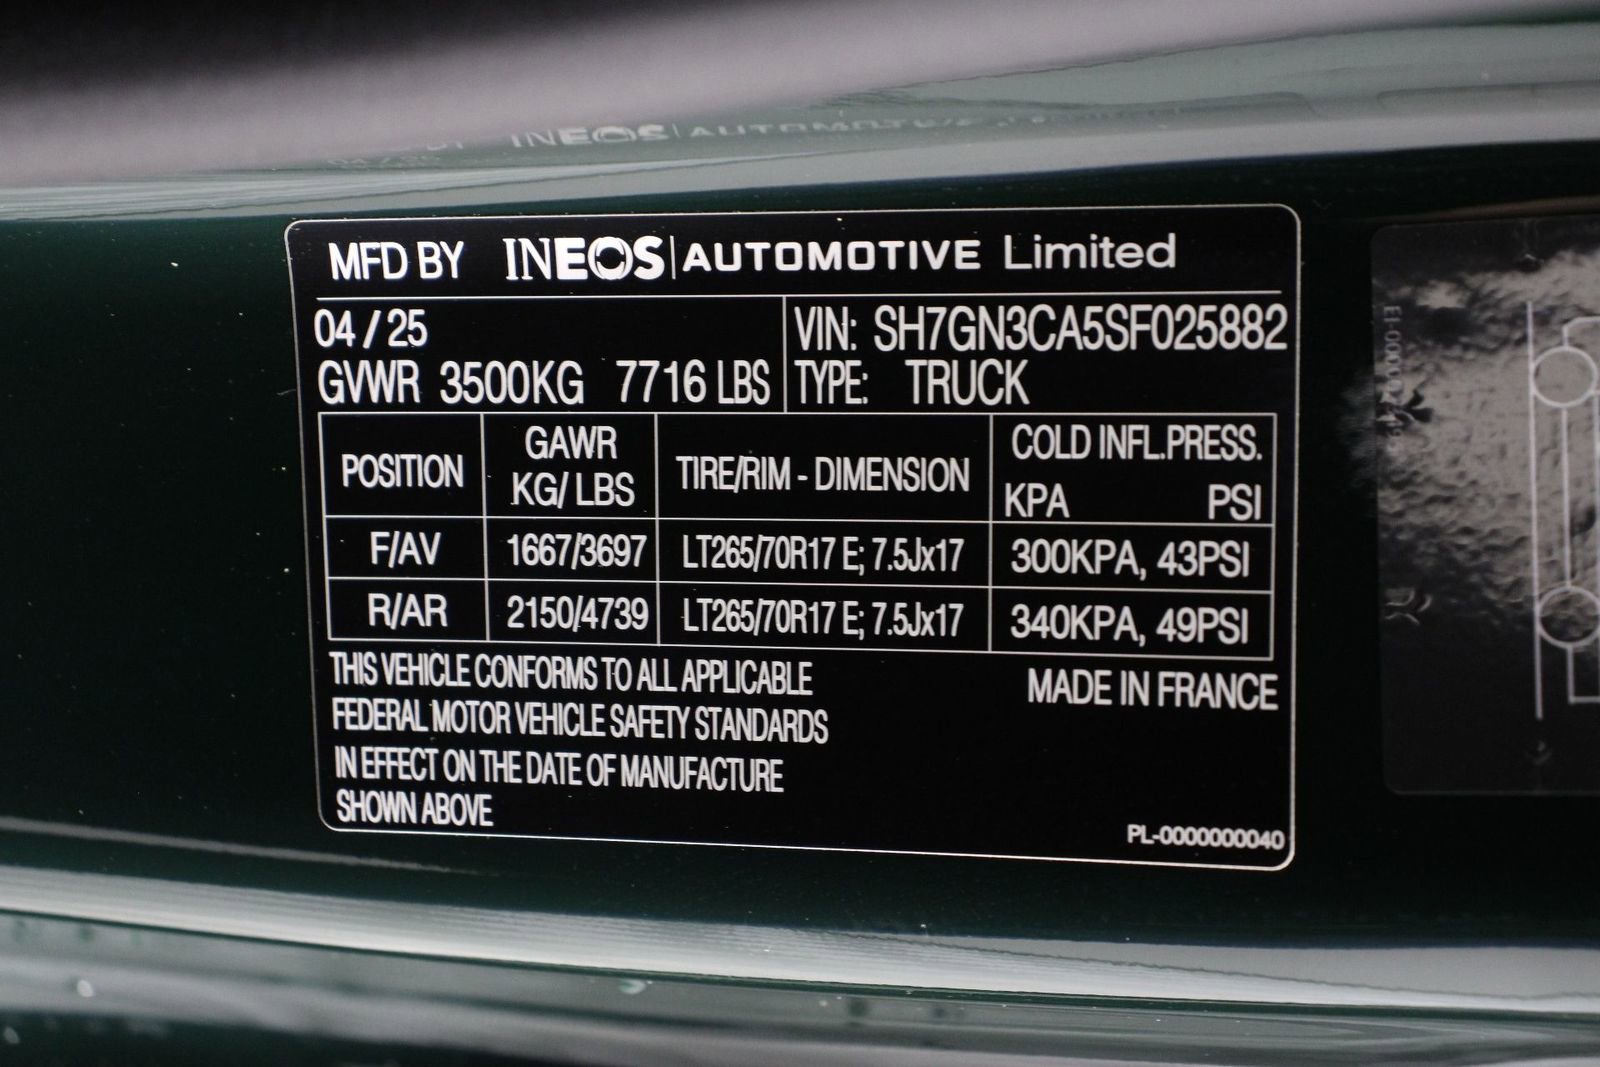 MFD BY INEOS | AUTOMOTIVE Limited
04 / 25
GVWR 3500KG 7716 LBS
VIN: SH7GN3CA5SF025882
TYPE: TRUCK
POSITION GAWR KG/ LBS TIRE/RIM - DIMENSION COLD INFL.PRESS. KPA PSI
F/AV 1667/3697 LT265/70R17 E; 7.5Jx17 300KPA, 43PSI
R/AR 2150/4739 LT265/70R17 E; 7.5Jx17 340KPA, 49PSI
THIS VEHICLE CONFORMS TO ALL APPLICABLE
FEDERAL MOTOR VEHICLE SAFETY STANDARDS
IN EFFECT ON THE DATE OF MANUFACTURE
SHOWN ABOVE
MADE IN FRANCE
PL-0000000040